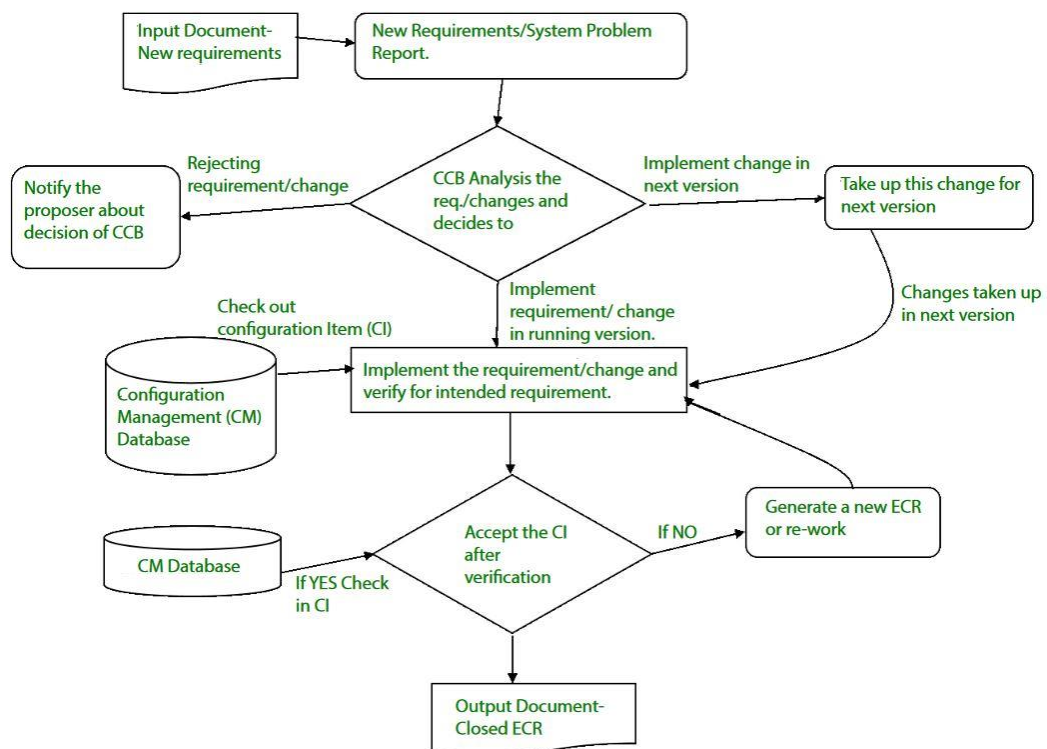 Input Document-
New requirements
New Requirements/System Problem
Report.
Rejecting
requirement/change
Implement change in
next version
Notify the
proposer about
decision of CCB
CCB Analysis the
req./changes and
decides to
Take up this change for
next version
Check out
configuration Item (CI)
Implement
requirement/ change
in running version.
Changes taken up
in next version
Configuration
Management (CM)
Database
Implement the requirement/change and
verify for intended requirement.
Generate a new ECR
or re-work
Accept the CI
after
verification
If NO
CM Database
If YES Check
in CI
Output Document-
Closed ECR